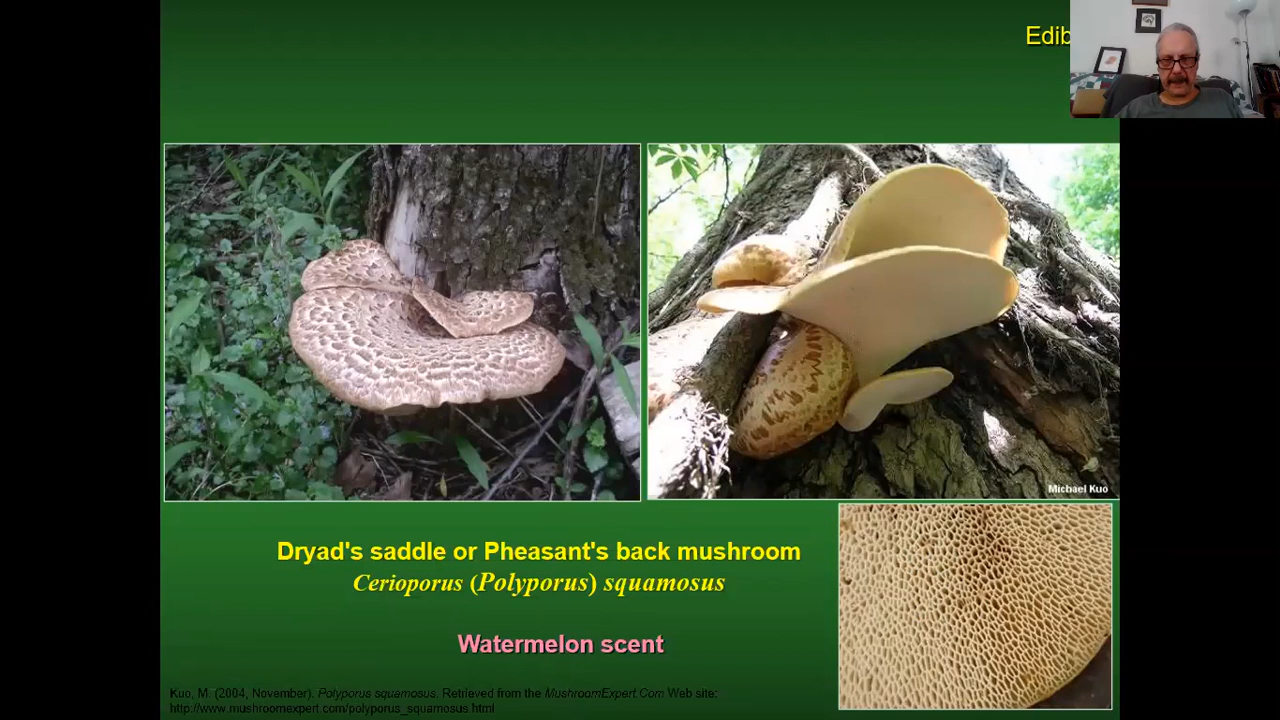 Edib
Michael Kuo
Dryad's saddle or Pheasant's back mushroom
Cerioporus (Polyporus) squamosus
Watermelon scent
Kuo, M. (2004, November). Polyporus squamosus. Retrieved from the MushroomExpert.Com Web site:
http://www.mushroomexpert.com/polyporus_squamosus.html